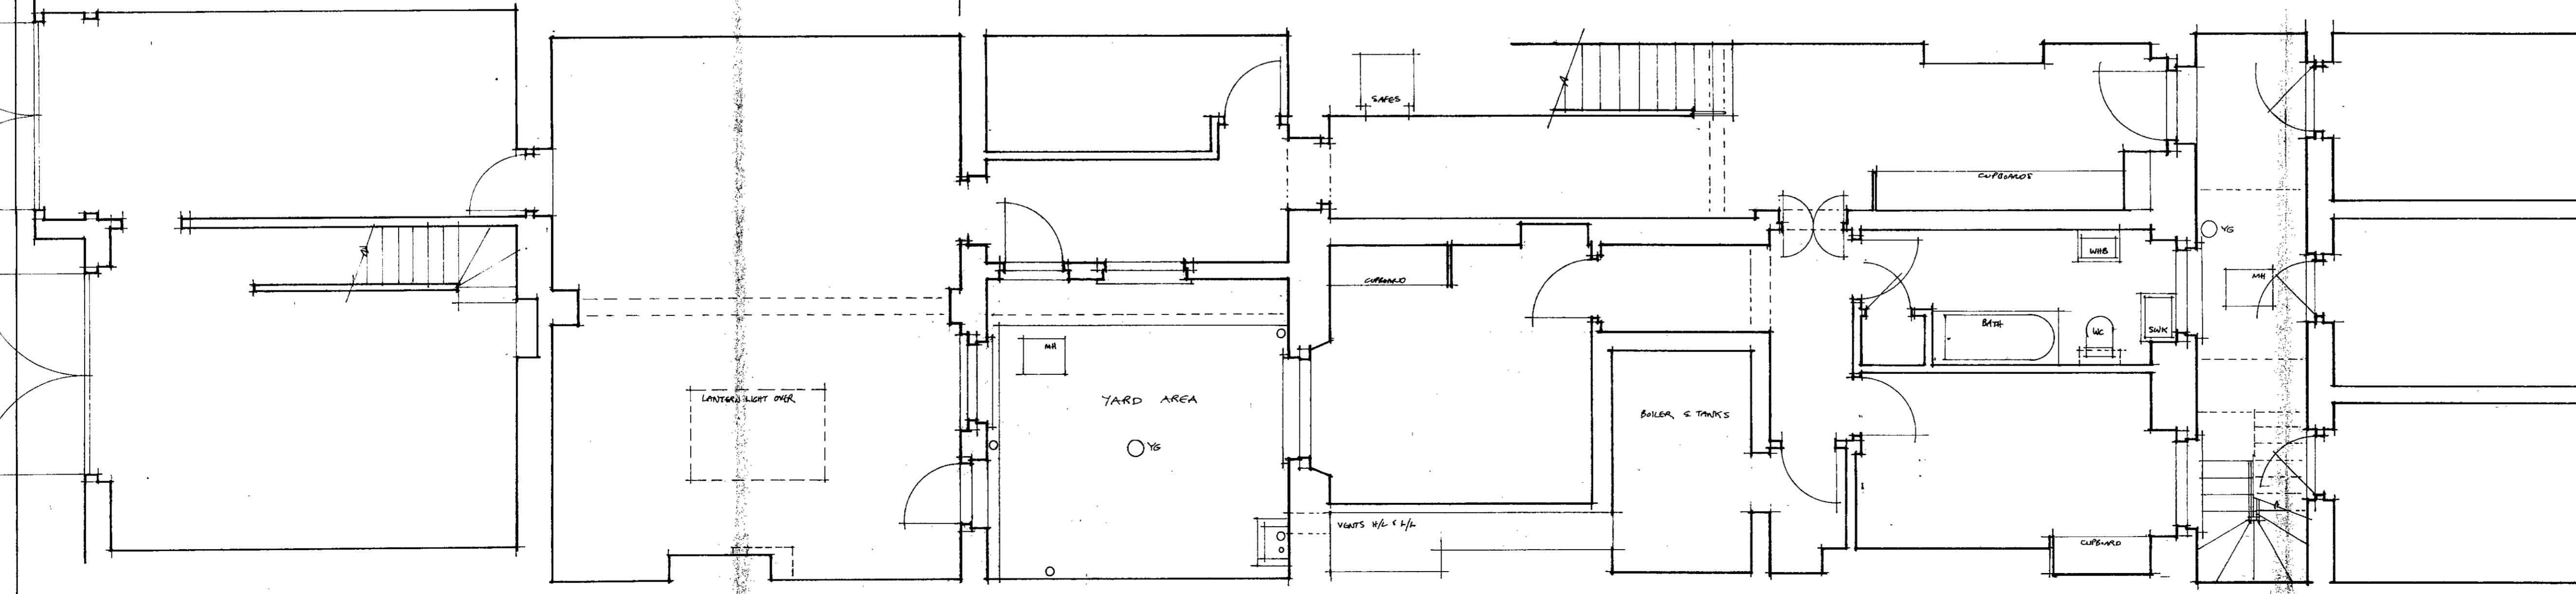 SAFES
CUPBOARDS
YG
WHB
MH
CUPBOARD
BATH
WC
SINK
MH
LANTERN LIGHT OVER
YARD AREA
BOILER & TANKS
YG
VENTS H/L & L/L
CUPBOARD